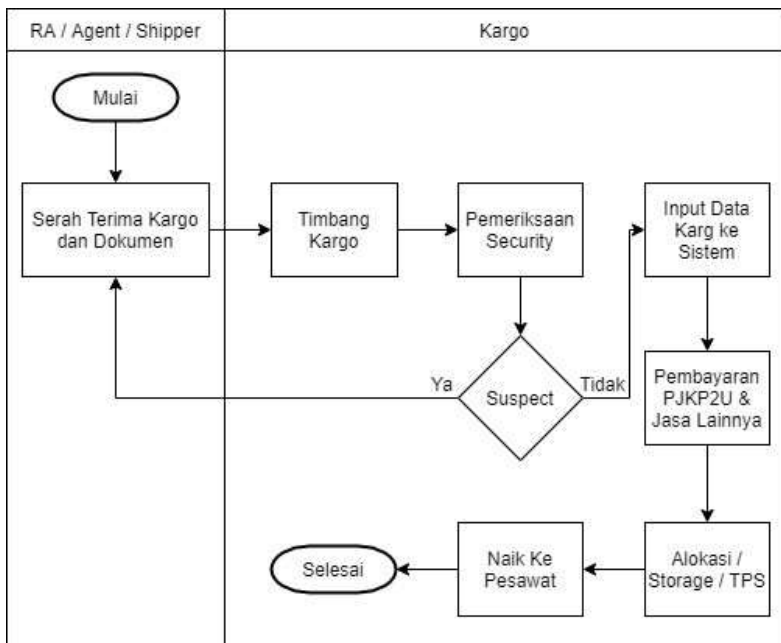 RA / Agent / Shipper
Kargo
Mulai
Serah Terima Kargo
dan Dokumen
Timbang
Kargo
Pemeriksaan
Security
Input Data
Karg ke
Sistem
Ya
Suspect
Tidak
Pembayaran
PJKP2U &
Jasa Lainnya
Alokasi /
Storage / TPS
Naik Ke
Pesawat
Selesai